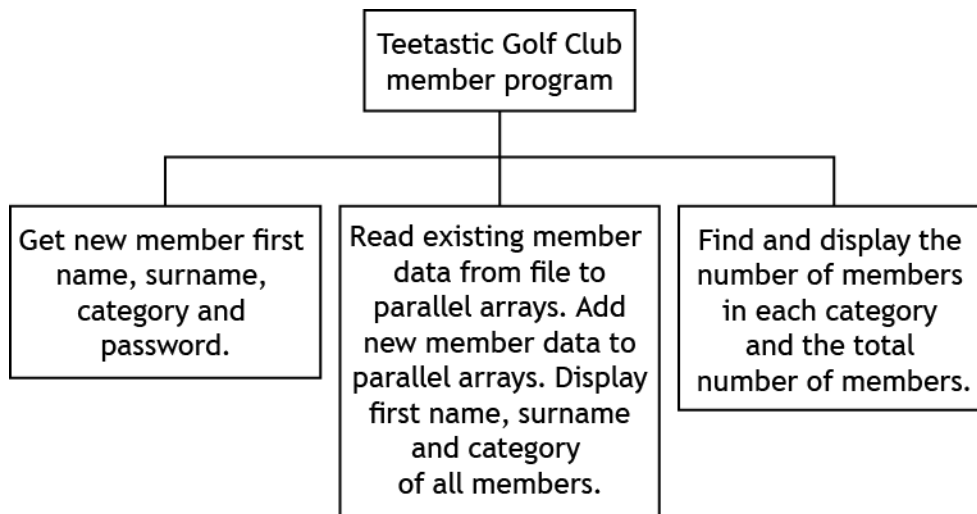 Teetastic Golf Club
member program
Get new member first
name, surname,
category and
password.
Read existing member
data from file to
parallel arrays. Add
new member data to
parallel arrays. Display
first name, surname
and category
of all members.
Find and display the
number of members
in each category
and the total
number of members.